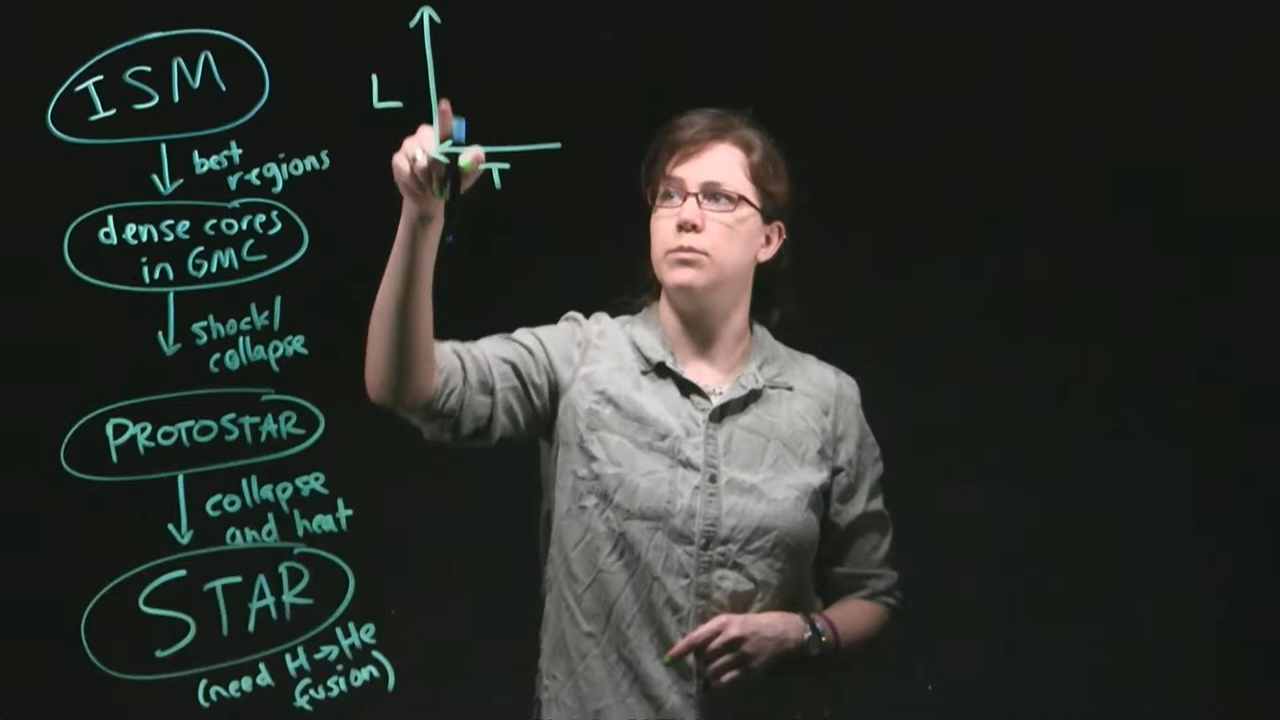 ISM
best
regions
dense cores
in GMC
shock/
collapse
PROTOSTAR
collapse
and heat
STAR
(need H→He
fusion)
L
T